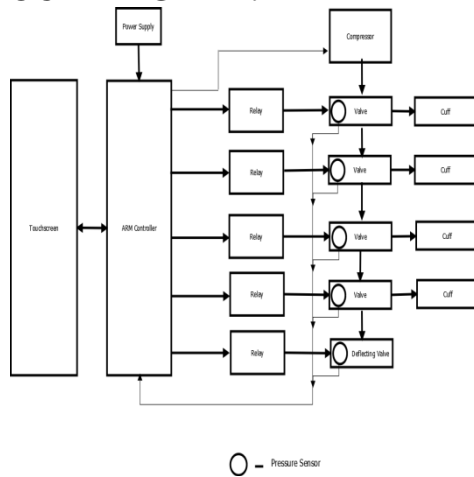 Power Supply
Compressor
Relay
Valve
Cuff
Relay
Valve
Cuff
Touchscreen
ARM Controller
Relay
Valve
Cuff
Relay
Valve
Cuff
Relay
Deflecting Valve
– Pressure Sensor